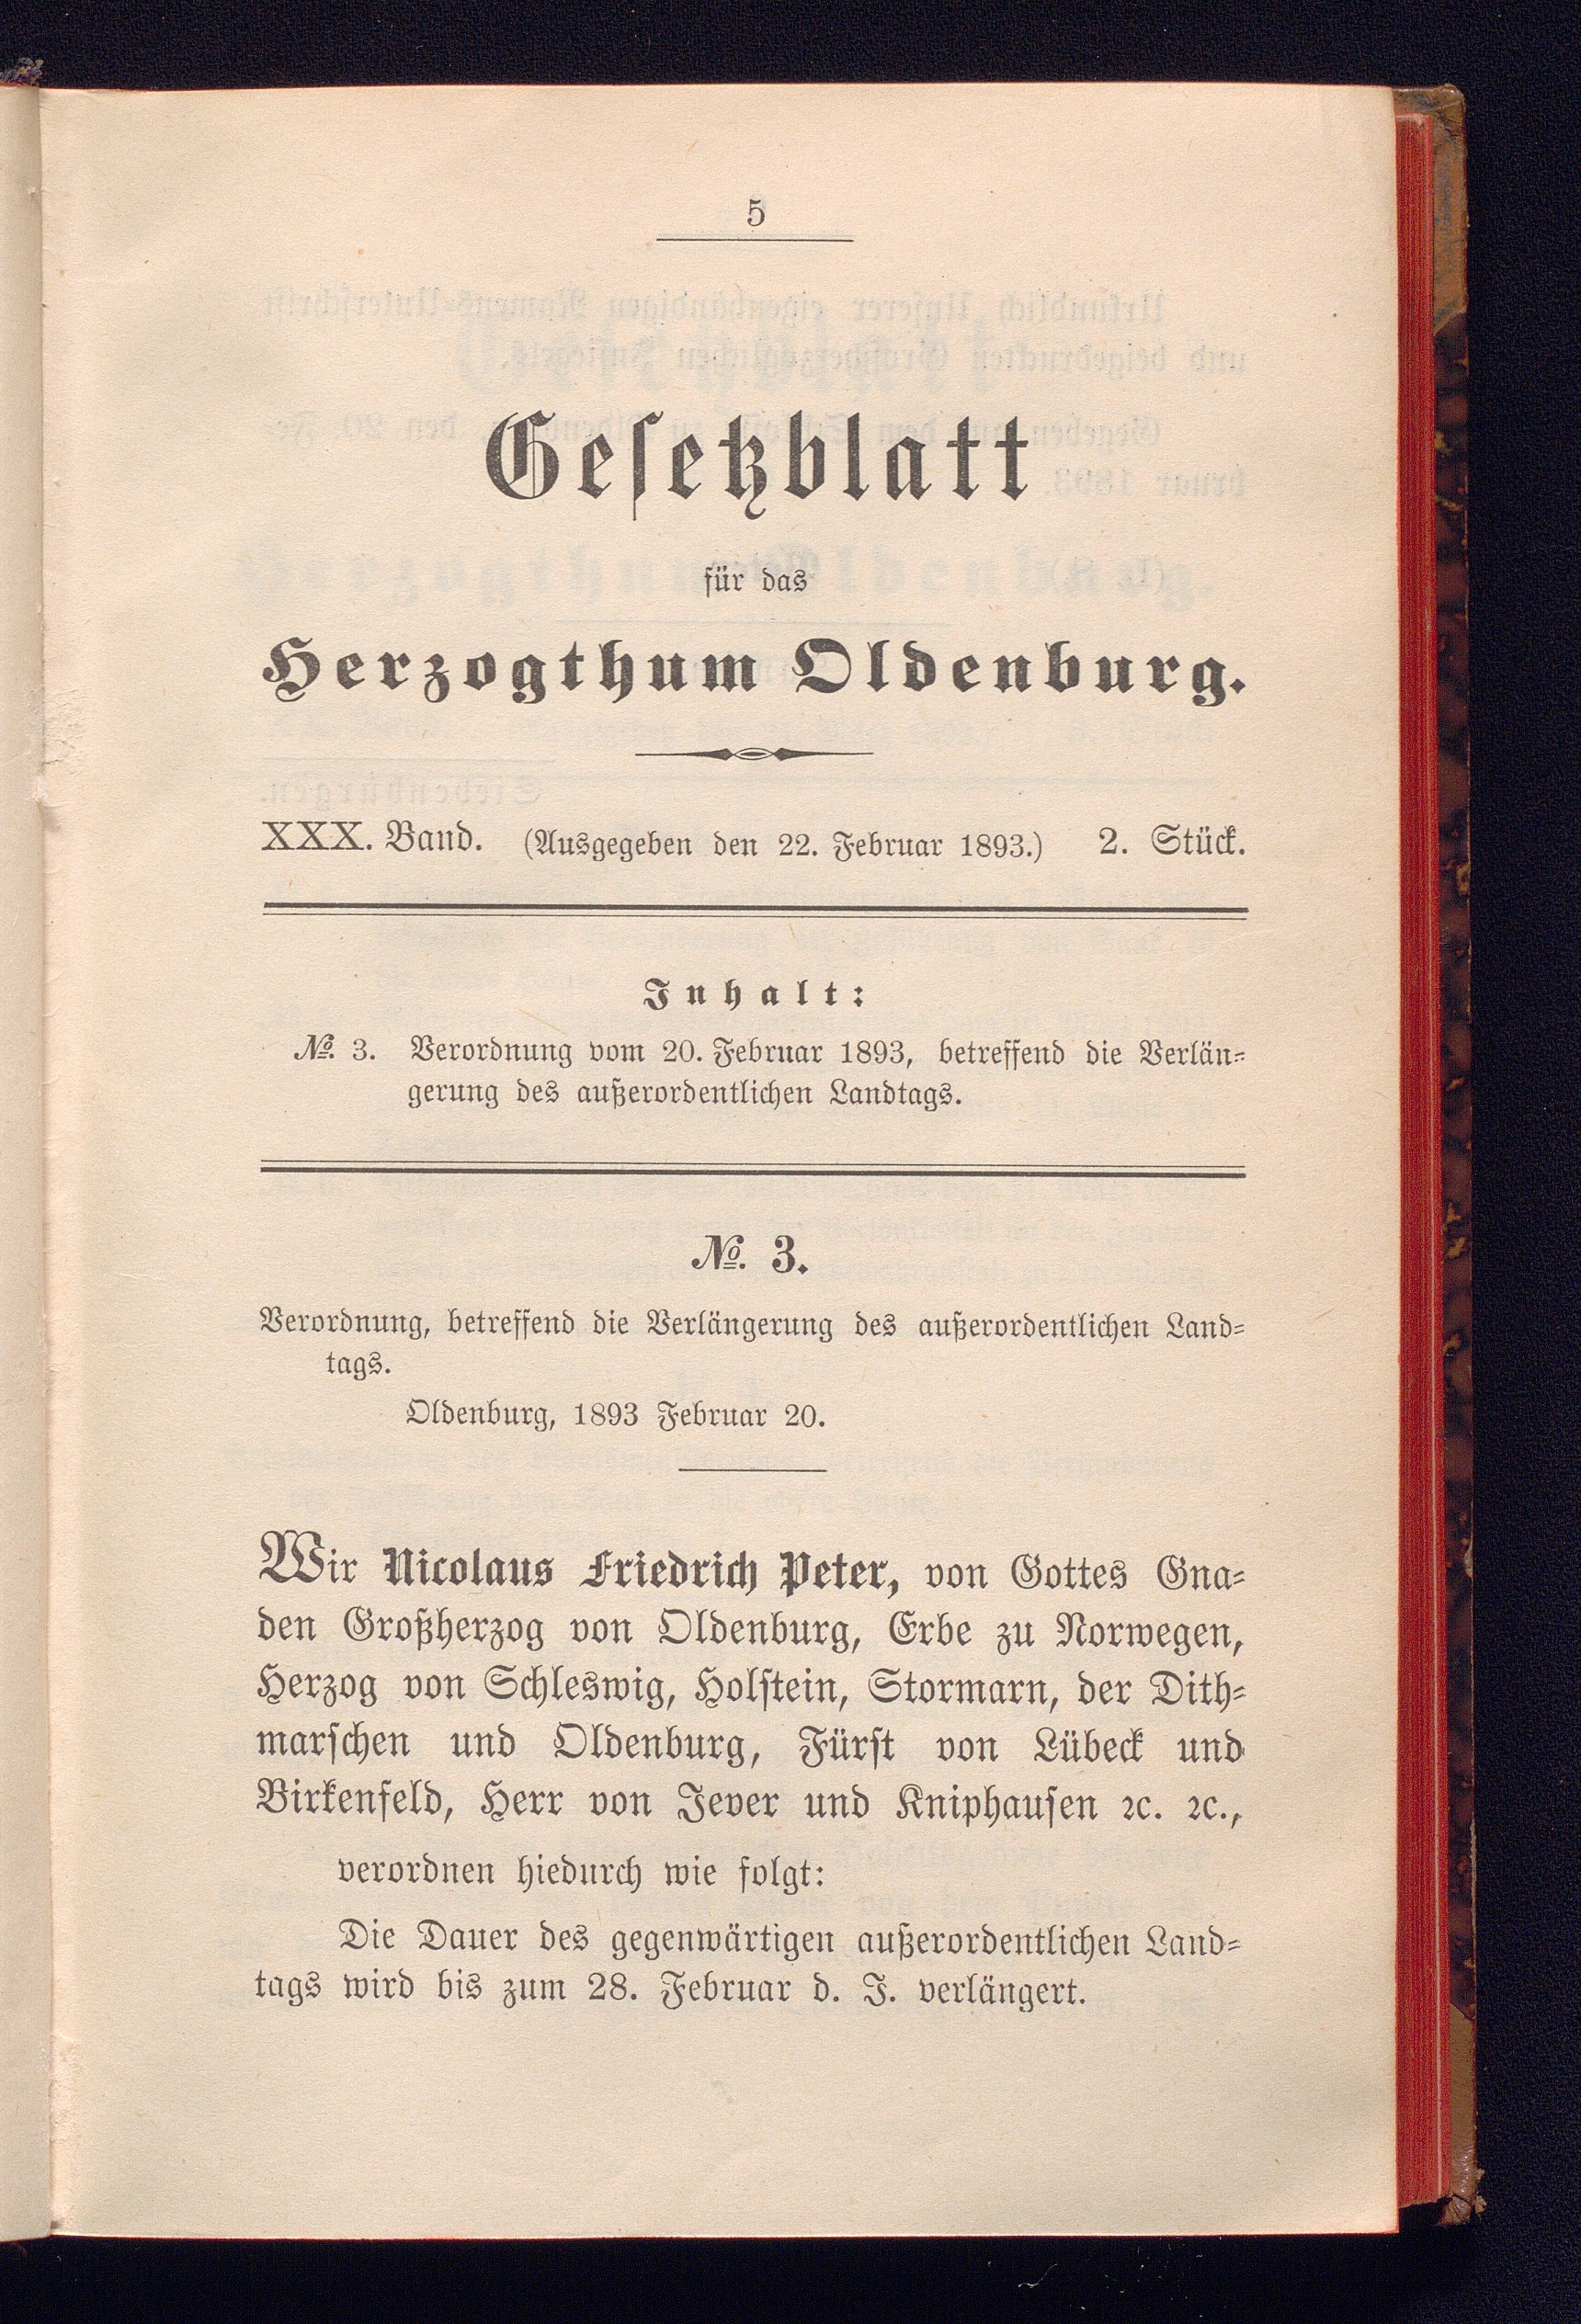 5
Gesetzblatt
für das
Herzogthum Oldenburg.
XXX. Band. (Ausgegeben den 22. Februar 1893.) 2. Stück.
Inhalt:
№. 3. Verordnung vom 20. Februar 1893, betreffend die Verlän-
gerung des außerordentlichen Landtags.
№. 3.
Verordnung, betreffend die Verlängerung des außerordentlichen Land-
tags.
Oldenburg, 1893 Februar 20.
Wir Nicolaus Friedrich Peter, von Gottes Gna-
den Großherzog von Oldenburg, Erbe zu Norwegen,
Herzog von Schleswig, Holstein, Stormarn, der Dith-
marschen und Oldenburg, Fürst von Lübeck und
Birkenfeld, Herr von Jever und Kniphausen ꝛc. ꝛc.,
verordnen hiedurch wie folgt:
Die Dauer des gegenwärtigen außerordentlichen Land-
tags wird bis zum 28. Februar d. J. verlängert.